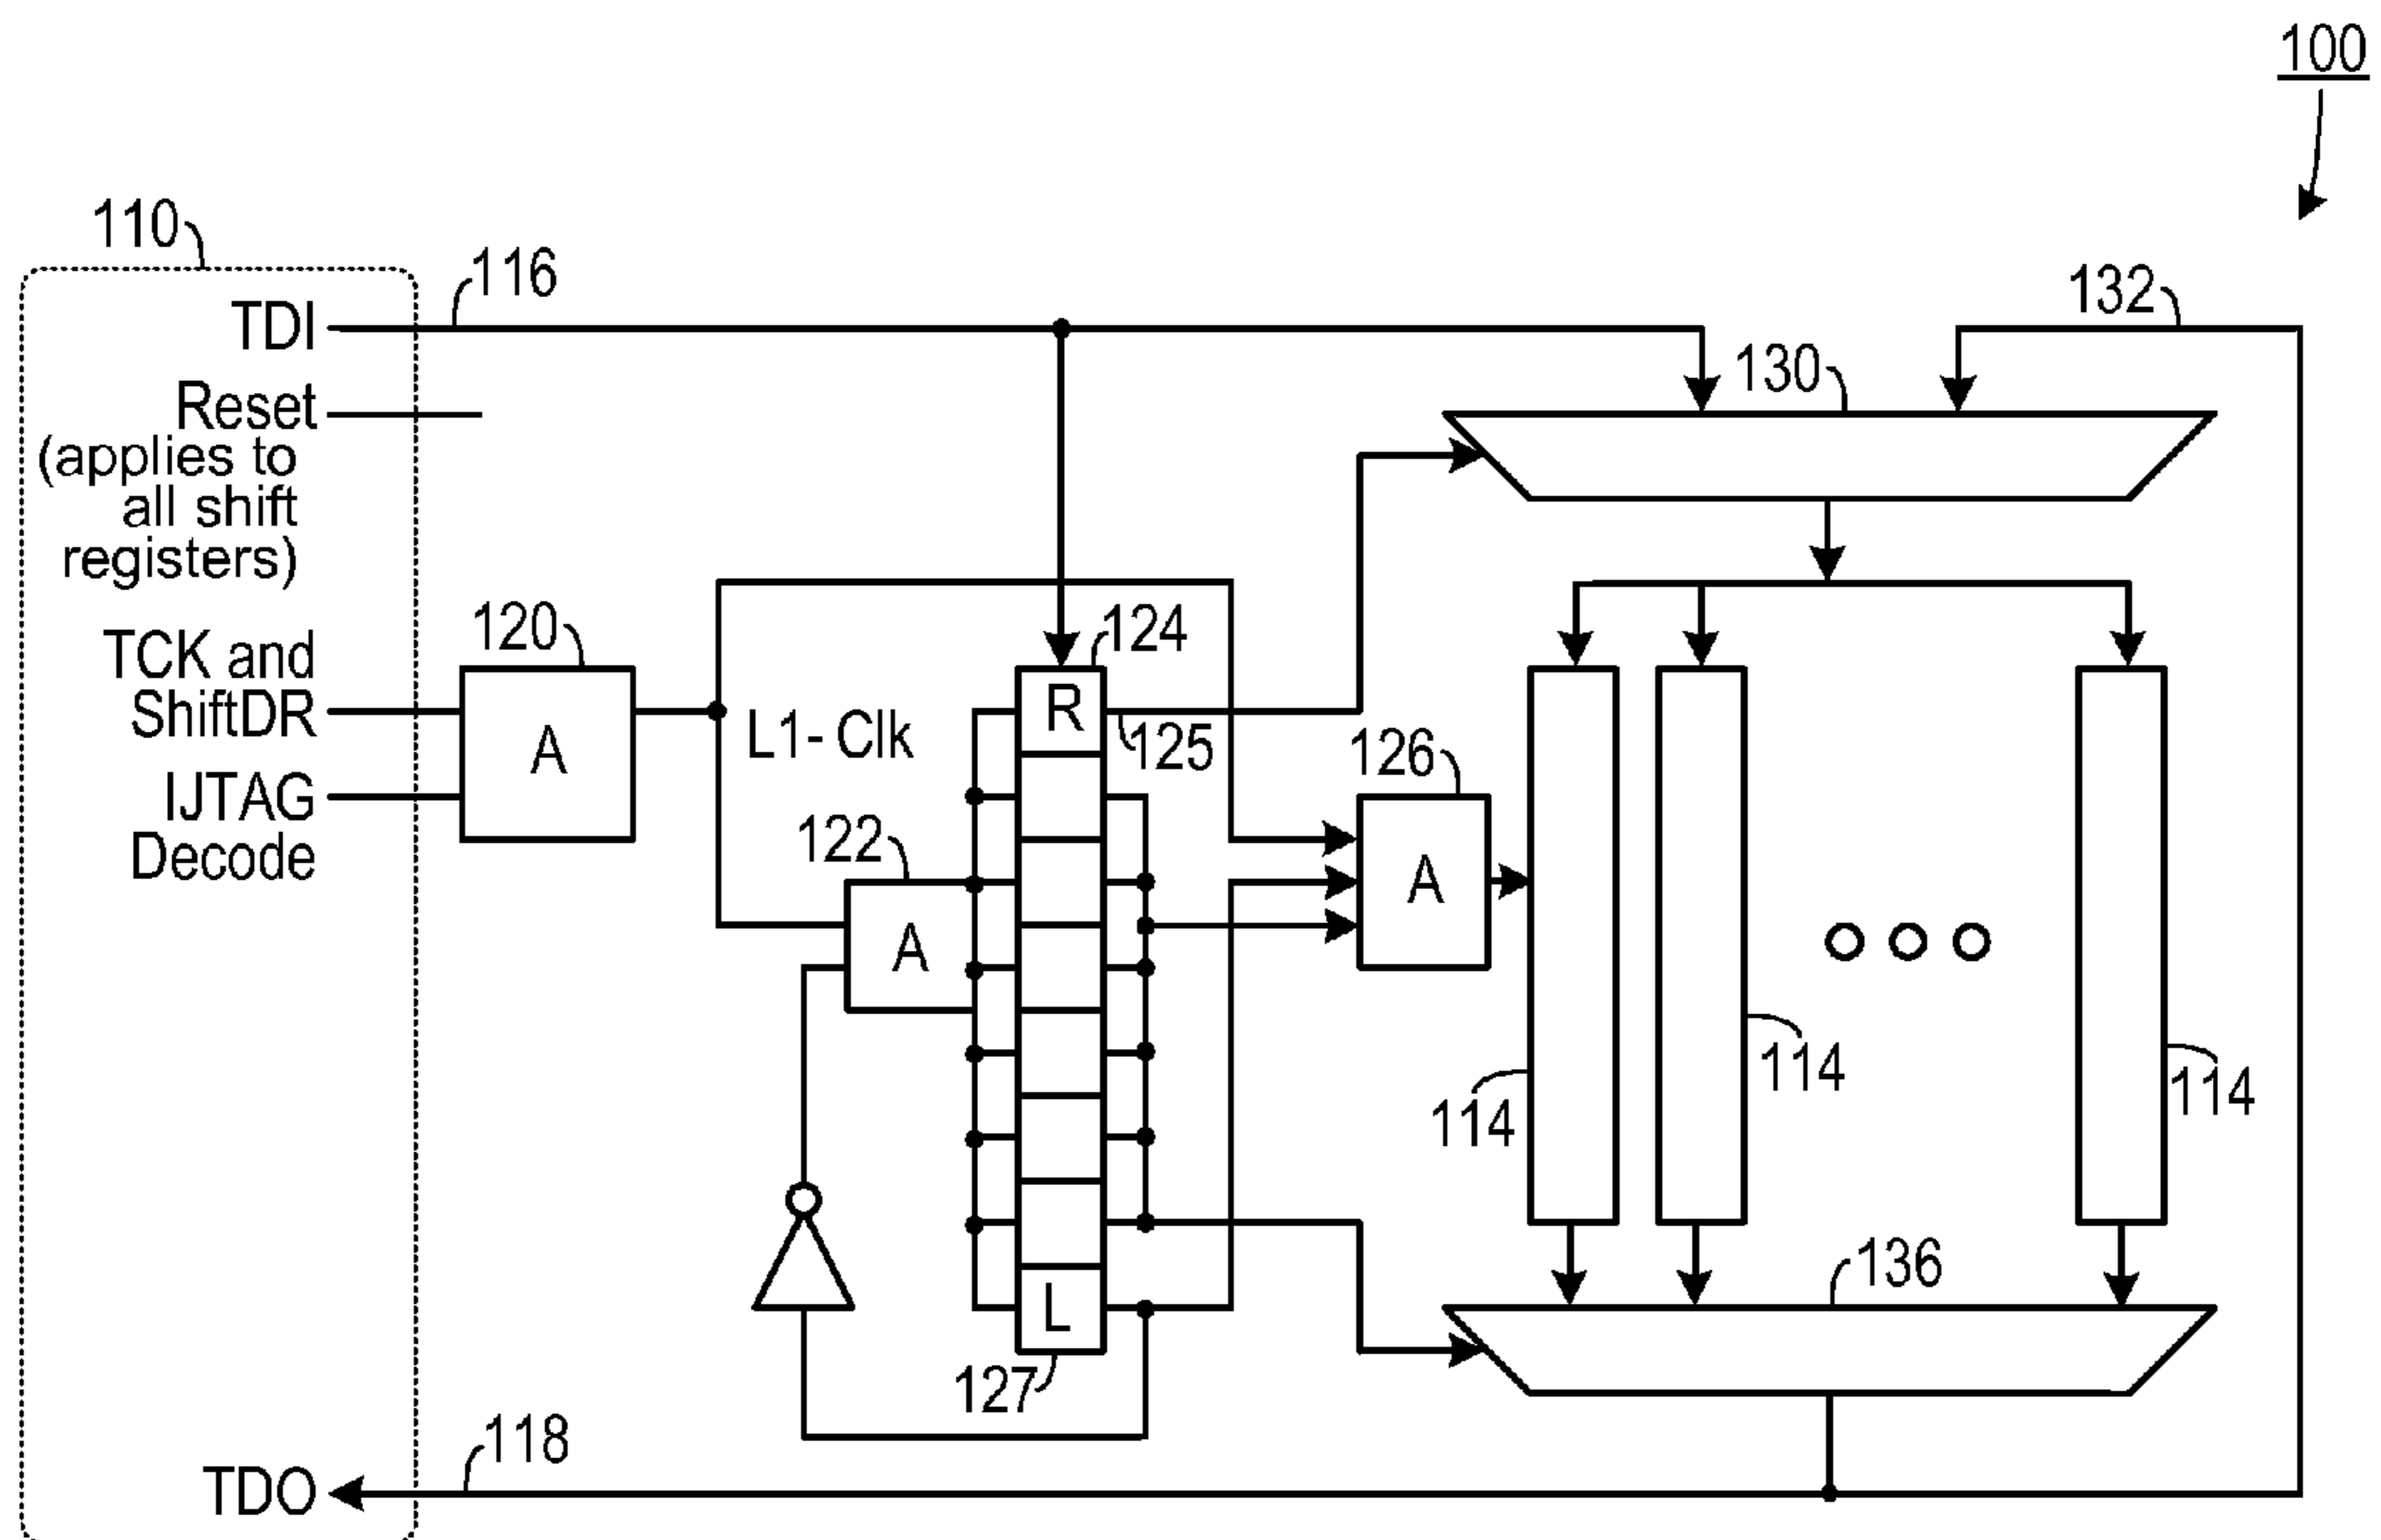 100
110
116
TDI
132
130
Reset
(applies to
all shift
registers)
120
124
TCK and
ShiftDR
R
L1- Clk
125
126
A
IJTAG
Decode
122
A
A
114
114
114
136
L
127
118
TDO